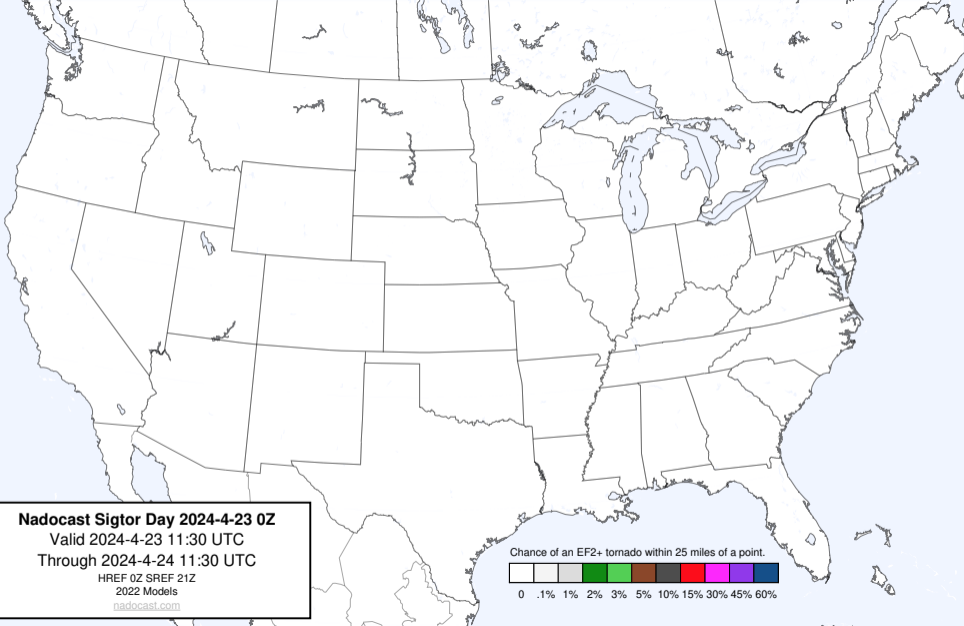 Nadocast Sigtor Day 2024-4-23 0Z
Valid 2024-4-23 11:30 UTC
Through 2024-4-24 11:30 UTC
HREF 0Z SREF 21Z
2022 Models
nadocast.com
Chance of an EF2+ tornado within 25 miles of a point.
0 .1% 1% 2% 3% 5% 10% 15% 30% 45% 60%